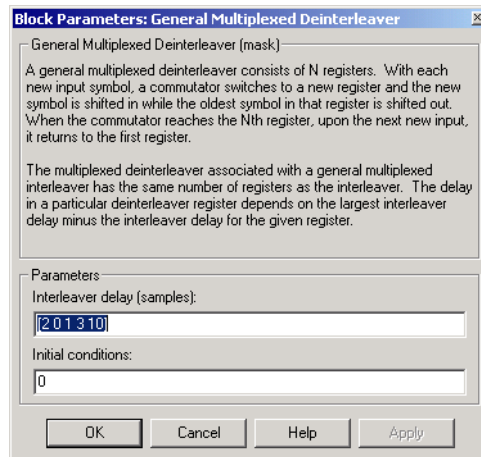 Block Parameters: General Multiplexed Deinterleaver
General Multiplexed Deinterleaver (mask)
A general multiplexed deinterleaver consists of N registers. With each
new input symbol, a commutator switches to a new register and the new
symbol is shifted in while the oldest symbol in that register is shifted out.
When the commutator reaches the Nth register, upon the next new input,
it returns to the first register.
The multiplexed deinterleaver associated with a general multiplexed
interleaver has the same number of registers as the interleaver. The delay
in a particular deinterleaver register depends on the largest interleaver
delay minus the interleaver delay for the given register.
Parameters
Interleaver delay (samples):
[2 0 1 3 10]
Initial conditions:
0
OK Cancel Help Apply